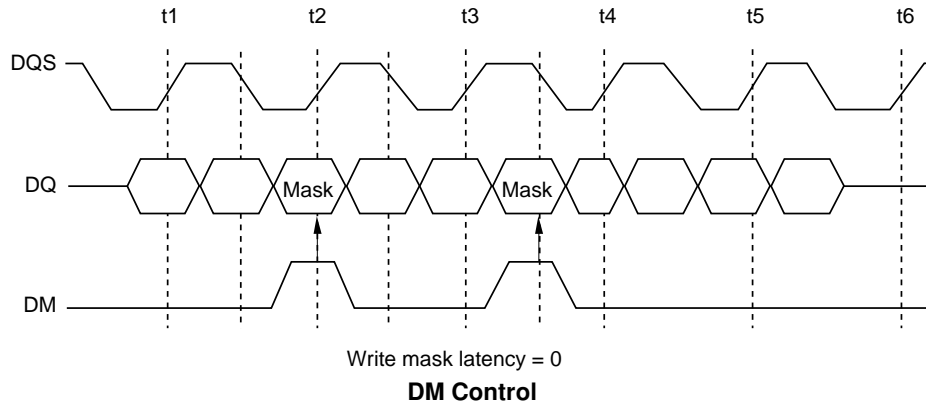 t1 t2 t3 t4 t5 t6
DQS
DQ Mask Mask
DM
Write mask latency = 0
DM Control